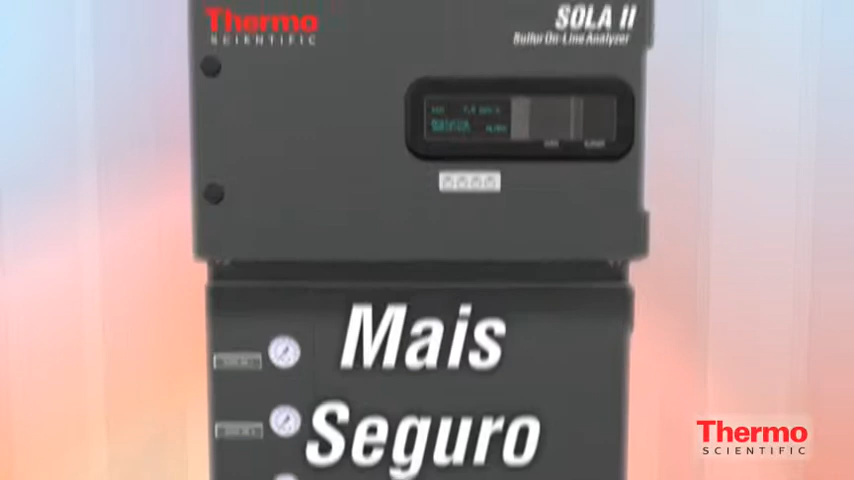 Thermo
SCIENTIFIC
SOLA II
Sulfur On-Line Analyzer
Mais
Seguro
Thermo
SCIENTIFIC